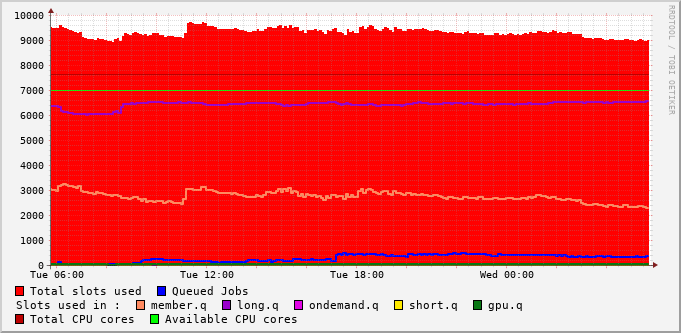 10000
9000
8000
7000
6000
5000
4000
3000
2000
1000
0
Tue 06:00 Tue 12:00 Tue 18:00 Wed 00:00
RRDTOOL / TOBI OETIKER
Total slots used Queued Jobs
Slots used in : member.q long.q ondemand.q short.q gpu.q
Total CPU cores Available CPU cores